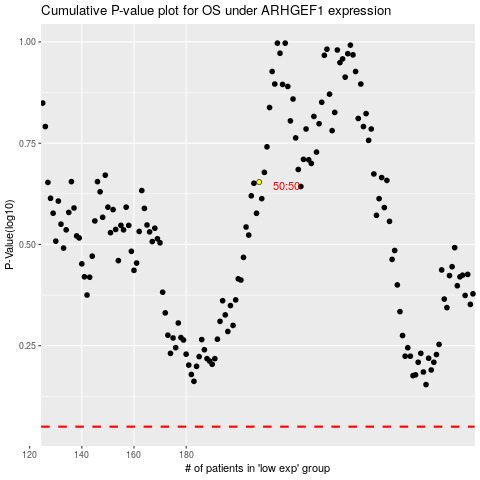 Cumulative P-value plot for OS under ARHGEF1 expression
P-Value(log10)
1.00
0.75
0.50
0.25
50:50
120 140 160 180
# of patients in 'low exp' group